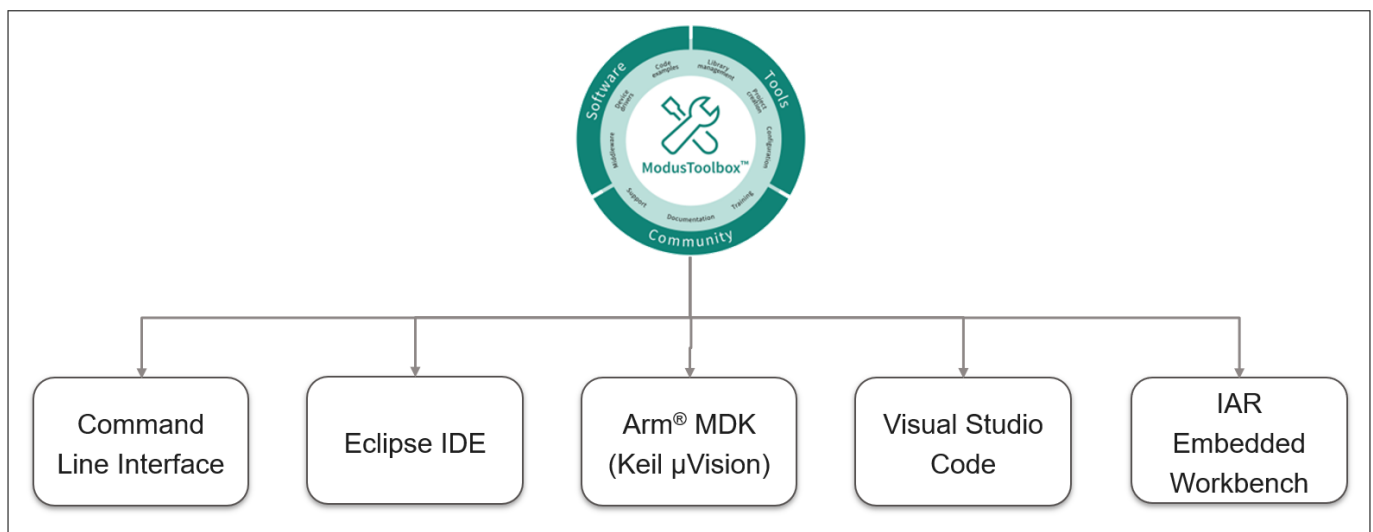 Software
Tools
Community
Code
examples
Library
management
Device
drivers
Project
creation
Middleware
Configuration
Support
Documentation
Training
ModusToolbox™
Command
Line Interface
Eclipse IDE
Arm® MDK
(Keil µVision)
Visual Studio
Code
IAR
Embedded
Workbench